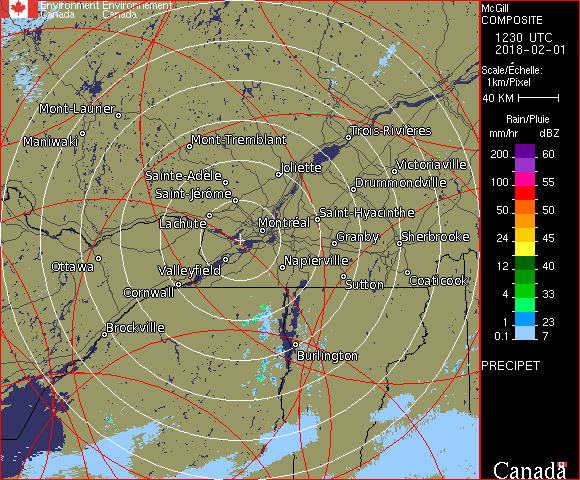 Environment Environnement
Canada Canada
McGill
COMPOSITE
1230 UTC
2018-02-01
Scale/Échelle:
1km/Pixel
40 KM
Rain/Pluie
mm/hr dBZ
200 60
150 57
100 55
50 50
24 45
12 40
4 33
1 23
0.1 7
PRECIPET
Canada
Mont-Laurier
Maniwaki
Mont-Tremblant
Trois-Rivières
Joliette
Victoriaville
Sainte-Adèle
Drummondville
Saint-Jérôme
Saint-Hyacinthe
Lachute
Montréal
Granby
Sherbrooke
Ottawa
Valleyfield
Napierville
Cornwall
Sutton
Coaticook
Brockville
Burlington